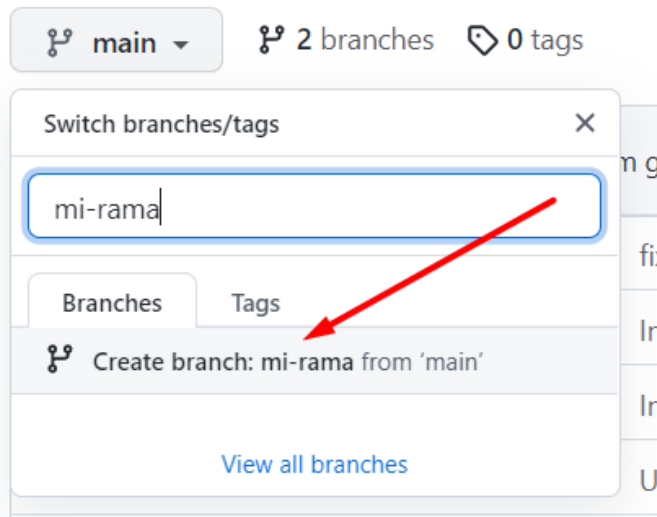 main 2 branches 0 tags
Switch branches/tags
mi-rama
Branches Tags
Create branch: mi-rama from ‘main’
View all branches